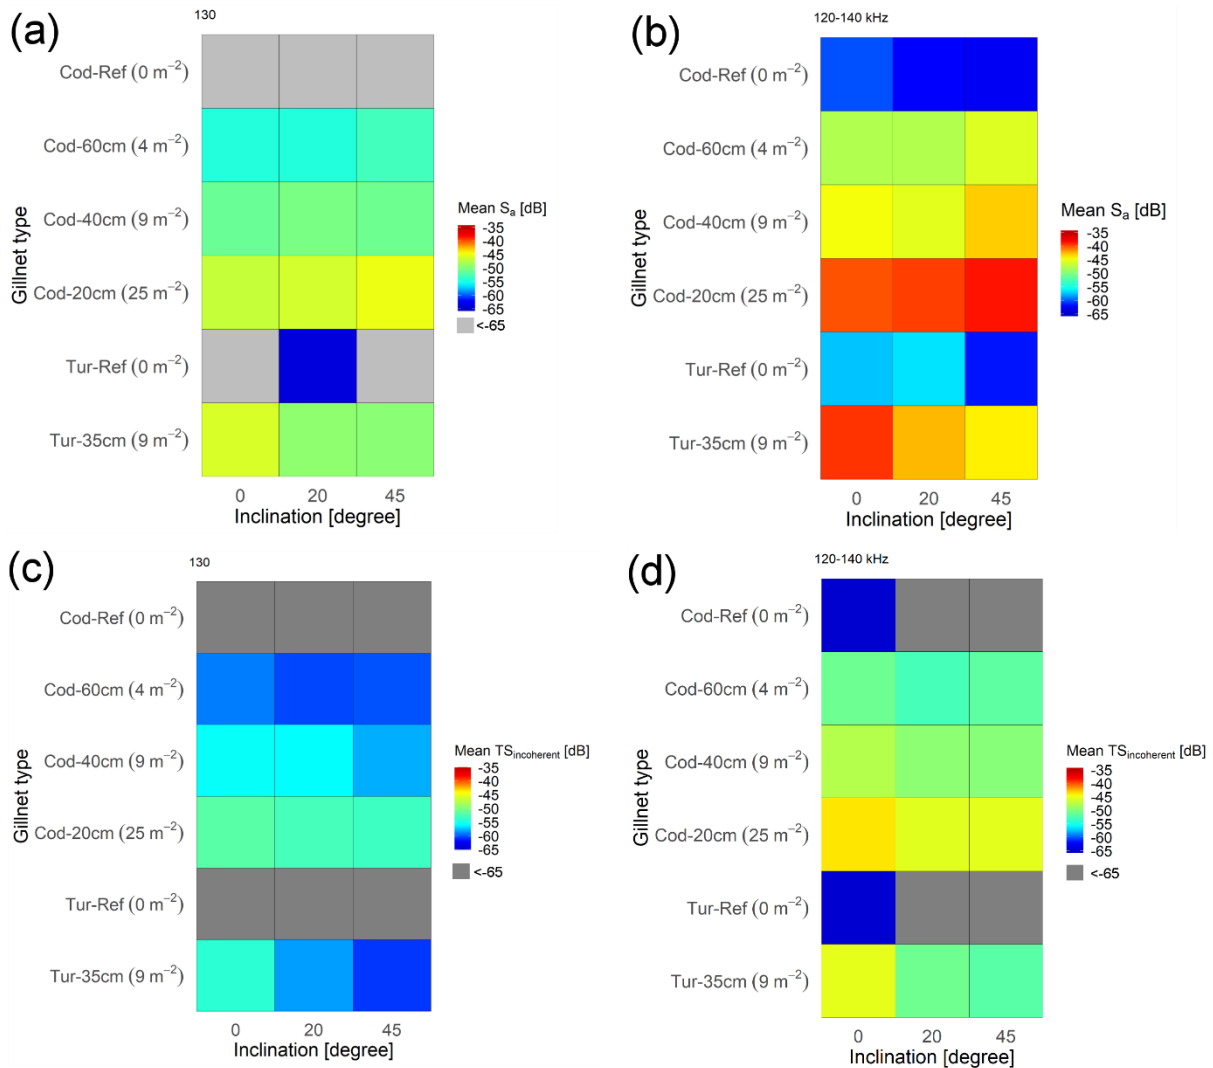 (a)
130
Cod-Ref (0 m⁻²)
Cod-60cm (4 m⁻²)
Cod-40cm (9 m⁻²)
Cod-20cm (25 m⁻²)
Tur-Ref (0 m⁻²)
Tur-35cm (9 m⁻²)
Gillnet type
0 20 45
Inclination [degree]
Mean Sₐ [dB]
-35
-40
-45
-50
-55
-60
-65
<-65
(b)
120-140 kHz
Cod-Ref (0 m⁻²)
Cod-60cm (4 m⁻²)
Cod-40cm (9 m⁻²)
Cod-20cm (25 m⁻²)
Tur-Ref (0 m⁻²)
Tur-35cm (9 m⁻²)
Gillnet type
0 20 45
Inclination [degree]
Mean Sₐ [dB]
-35
-40
-45
-50
-55
-60
-65
(c)
130
Cod-Ref (0 m⁻²)
Cod-60cm (4 m⁻²)
Cod-40cm (9 m⁻²)
Cod-20cm (25 m⁻²)
Tur-Ref (0 m⁻²)
Tur-35cm (9 m⁻²)
Gillnet type
0 20 45
Inclination [degree]
Mean TSincoherent [dB]
-35
-40
-45
-50
-55
-60
-65
<-65
(d)
120-140 kHz
Cod-Ref (0 m⁻²)
Cod-60cm (4 m⁻²)
Cod-40cm (9 m⁻²)
Cod-20cm (25 m⁻²)
Tur-Ref (0 m⁻²)
Tur-35cm (9 m⁻²)
Gillnet type
0 20 45
Inclination [degree]
Mean TSincoherent [dB]
-35
-40
-45
-50
-55
-60
-65
<-65